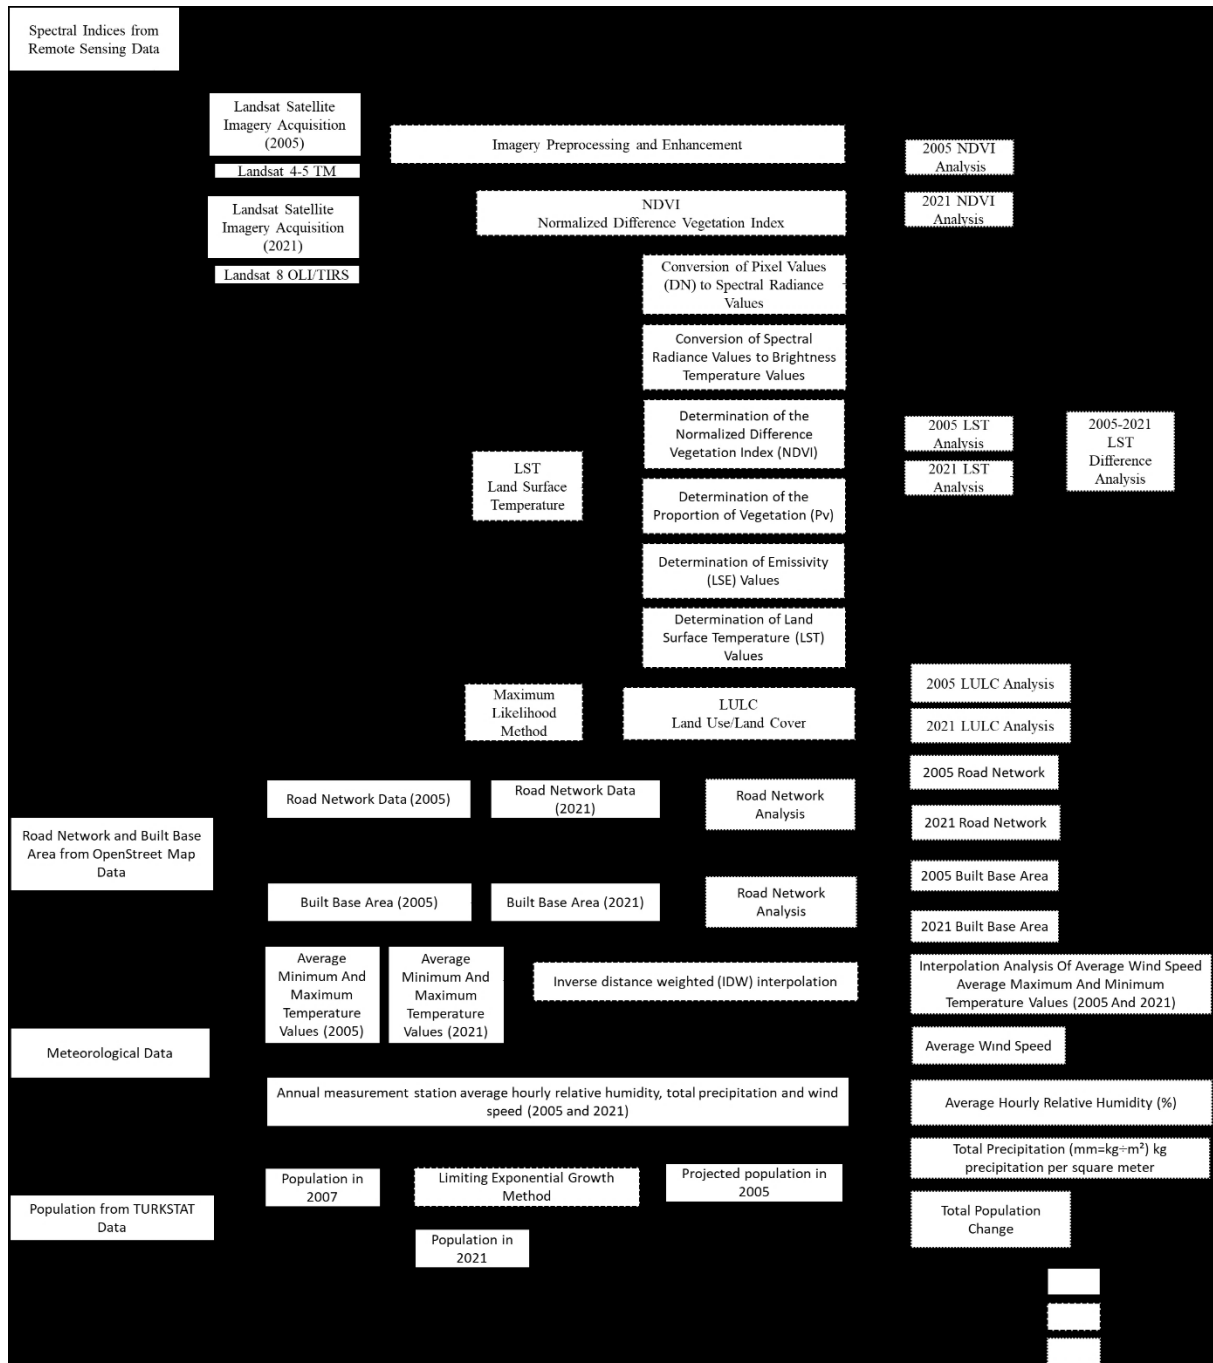 Spectral Indices from
Remote Sensing Data
Landsat Satellite
Imagery Acquisition
(2005)
Landsat 4-5 TM
Landsat Satellite
Imagery Acquisition
(2021)
Landsat 8 OLI/TIRS
Imagery Preprocessing and Enhancement
2005 NDVI
Analysis
NDVI
Normalized Difference Vegetation Index
2021 NDVI
Analysis
Conversion of Pixel Values
(DN) to Spectral Radiance
Values
Conversion of Spectral
Radiance Values to Brightness
Temperature Values
Determination of the
Normalized Difference
Vegetation Index (NDVI)
LST
Land Surface
Temperature
Determination of the
Proportion of Vegetation (Pv)
Determination of Emissivity
(LSE) Values
Determination of Land
Surface Temperature (LST)
Values
2005 LST
Analysis
2021 LST
Analysis
2005-2021
LST
Difference
Analysis
Maximum
Likelihood
Method
LULC
Land Use/Land Cover
2005 LULC Analysis
2021 LULC Analysis
Road Network and Built Base
Area from OpenStreet Map
Data
Road Network Data (2005)
Road Network Data
(2021)
Road Network
Analysis
2005 Road Network
2021 Road Network
Built Base Area (2005)
Built Base Area (2021)
Road Network
Analysis
2005 Built Base Area
2021 Built Base Area
Meteorological Data
Average
Minimum And
Maximum
Temperature
Values (2005)
Average
Minimum And
Maximum
Temperature
Values (2021)
Inverse distance weighted (IDW) interpolation
Interpolation Analysis Of Average Wind Speed
Average Maximum And Minimum
Temperature Values (2005 And 2021)
Average Wınd Speed
Annual measurement station average hourly relative humidity, total precipitation and wind
speed (2005 and 2021)
Average Hourly Relative Humidity (%)
Total Precipitation (mm=kg÷m²) kg
precipitation per square meter
Population from TURKSTAT
Data
Population in
2007
Limiting Exponential Growth
Method
Projected population in
2005
Population in
2021
Total Population
Change